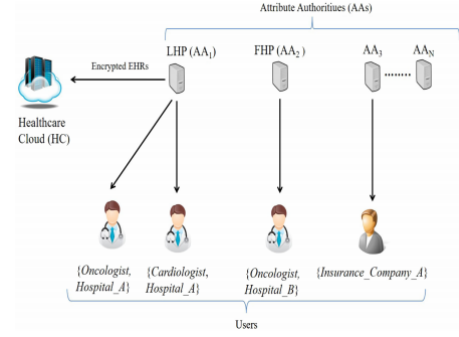 Attribute Authoritiues (AAs)
LHP (AA₁)
FHP (AA₂)
AA₃
AA_N
Encrypted EHRs
Healthcare
Cloud (HC)
{Oncologist,
Hospital_A}
{Cardiologist,
Hospital_A}
{Oncologist,
Hospital_B}
{Insurance_Company_A}
Users